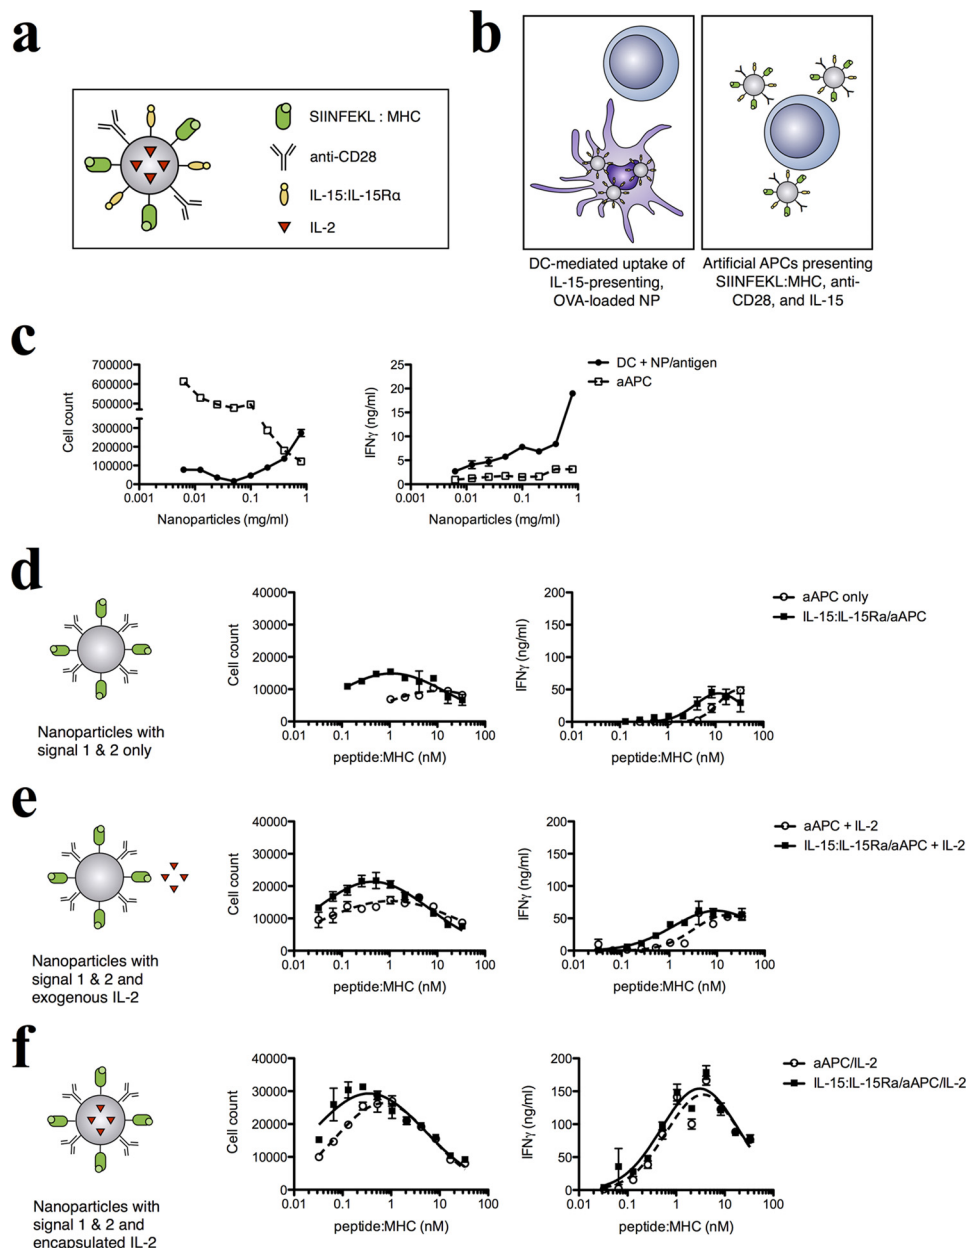 a
SIINFEKL : MHC
anti-CD28
IL-15:IL-15Rα
IL-2
b
DC-mediated uptake of
IL-15-presenting,
OVA-loaded NP
Artificial APCs presenting
SIINFEKL:MHC, anti-
CD28, and IL-15
c
Cell count
700000
600000
500000
300000
200000
100000
0
0.001
0.01
0.1
1
Nanoparticles (mg/ml)
IFNγ (ng/ml)
25
20
15
10
5
0
0.001
0.01
0.1
1
Nanoparticles (mg/ml)
DC + NP/antigen
aAPC
d
Nanoparticles with
signal 1 & 2 only
Cell count
40000
30000
20000
10000
0
0.01
0.1
1
10
100
peptide:MHC (nM)
IFNγ (ng/ml)
200
150
100
50
0
0.01
0.1
1
10
100
peptide:MHC (nM)
aAPC only
IL-15:IL-15Ra/aAPC
e
Nanoparticles with
signal 1 & 2 and
exogenous IL-2
Cell count
40000
30000
20000
10000
0
0.01
0.1
1
10
100
peptide:MHC (nM)
IFNγ (ng/ml)
200
150
100
50
0
0.01
0.1
1
10
100
peptide:MHC (nM)
aAPC + IL-2
IL-15:IL-15Ra/aAPC + IL-2
f
Nanoparticles with
signal 1 & 2 and
encapsulated IL-2
Cell count
40000
30000
20000
10000
0
0.01
0.1
1
10
100
peptide:MHC (nM)
IFNγ (ng/ml)
200
150
100
50
0
0.01
0.1
1
10
100
peptide:MHC (nM)
aAPC/IL-2
IL-15:IL-15Ra/aAPC/IL-2